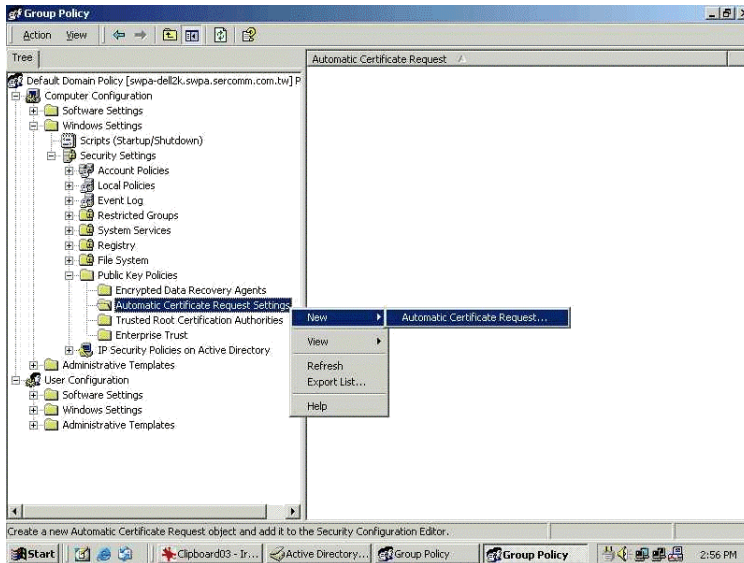 Group Policy
Action View
Tree
Automatic Certificate Request
Default Domain Policy [swpa-dell2k.swpa.sercomm.com.tw] P
Computer Configuration
Software Settings
Windows Settings
Scripts (Startup/Shutdown)
Security Settings
Account Policies
Local Policies
Event Log
Restricted Groups
System Services
Registry
File System
Public Key Policies
Encrypted Data Recovery Agents
Automatic Certificate Request Settings
Trusted Root Certification Authorities
Enterprise Trust
IP Security Policies on Active Directory
Administrative Templates
User Configuration
Software Settings
Windows Settings
Administrative Templates
New
View
Refresh
Export List...
Help
Automatic Certificate Request...
Create a new Automatic Certificate Request object and add it to the Security Configuration Editor.
Start
Clipboard03 - Ir...
Active Directory...
Group Policy
Group Policy
2:56 PM